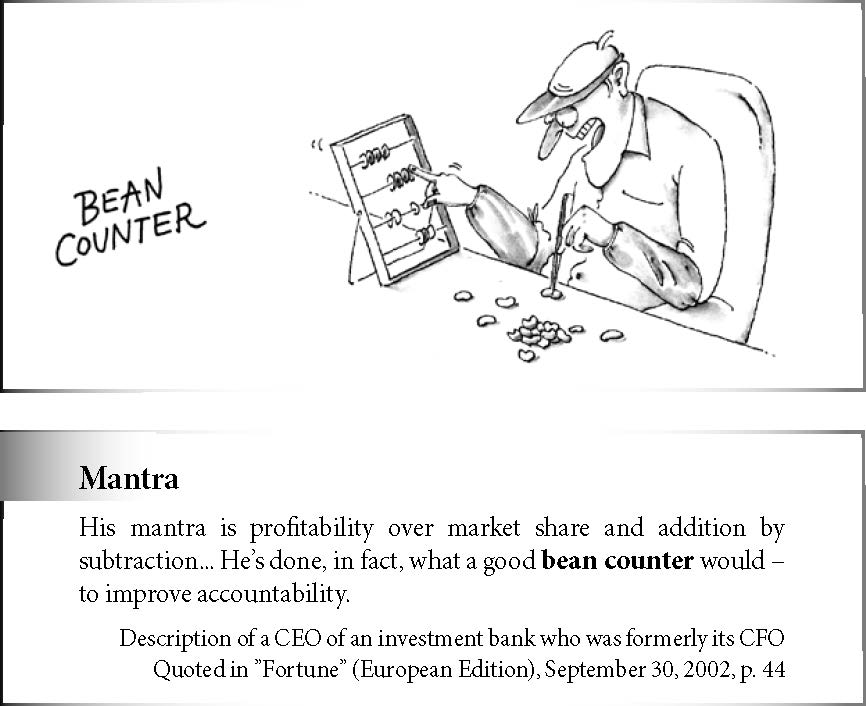 BEAN
COUNTER
Mantra
His mantra is profitability over market share and addition by
subtraction... He's done, in fact, what a good bean counter would –
to improve accountability.
Description of a CEO of an investment bank who was formerly its CFO
Quoted in ”Fortune” (European Edition), September 30, 2002, p. 44